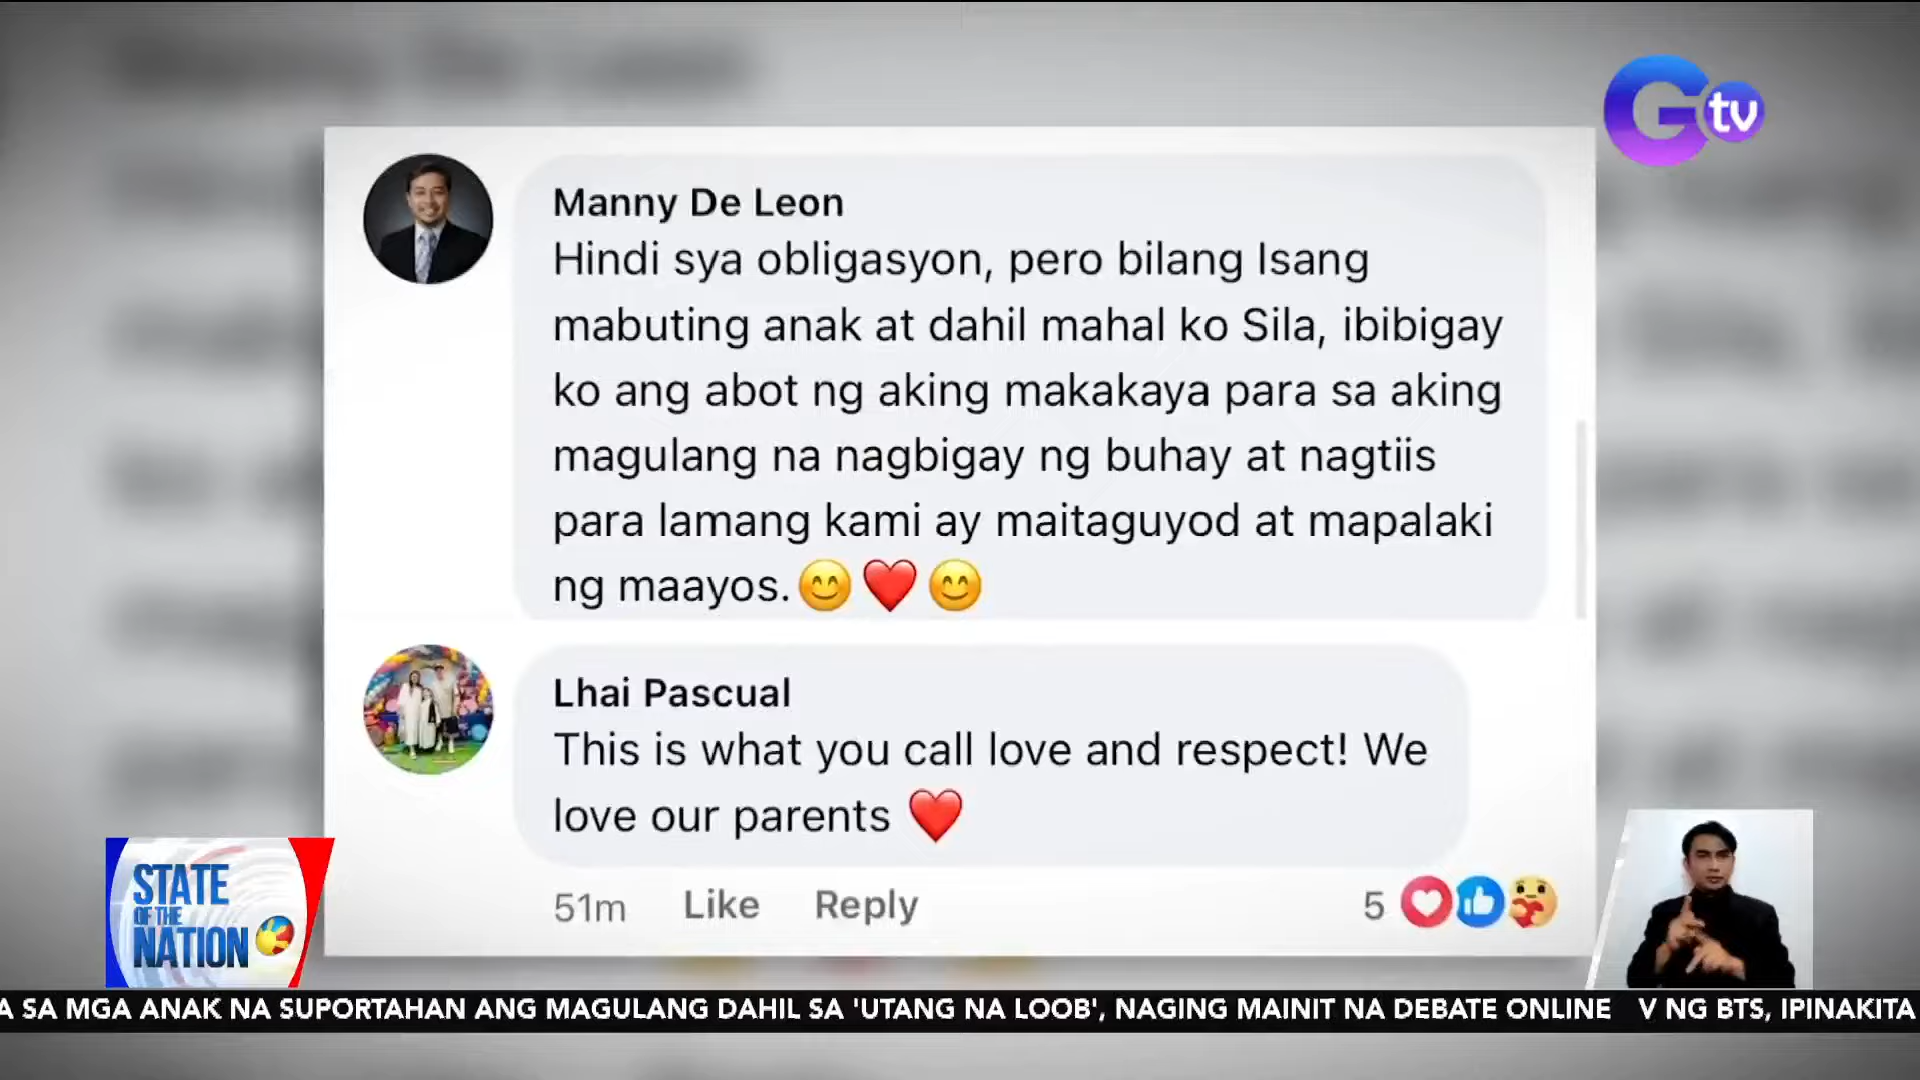 Gtv
Manny De Leon
Hindi sya obligasyon, pero bilang Isang
mabuting anak at dahil mahal ko Sila, ibibigay
ko ang abot ng aking makakaya para sa aking
magulang na nagbigay ng buhay at nagtiis
para lamang kami ay maitaguyod at mapalaki
ng maayos.😊❤️😊
Lhai Pascual
This is what you call love and respect! We
love our parents ❤️
51m Like Reply 5
STATE
OF THE
NATION
A SA MGA ANAK NA SUPORTAHAN ANG MAGULANG DAHIL SA 'UTANG NA LOOB', NAGING MAINIT NA DEBATE ONLINE V NG BTS, IPINAKITA